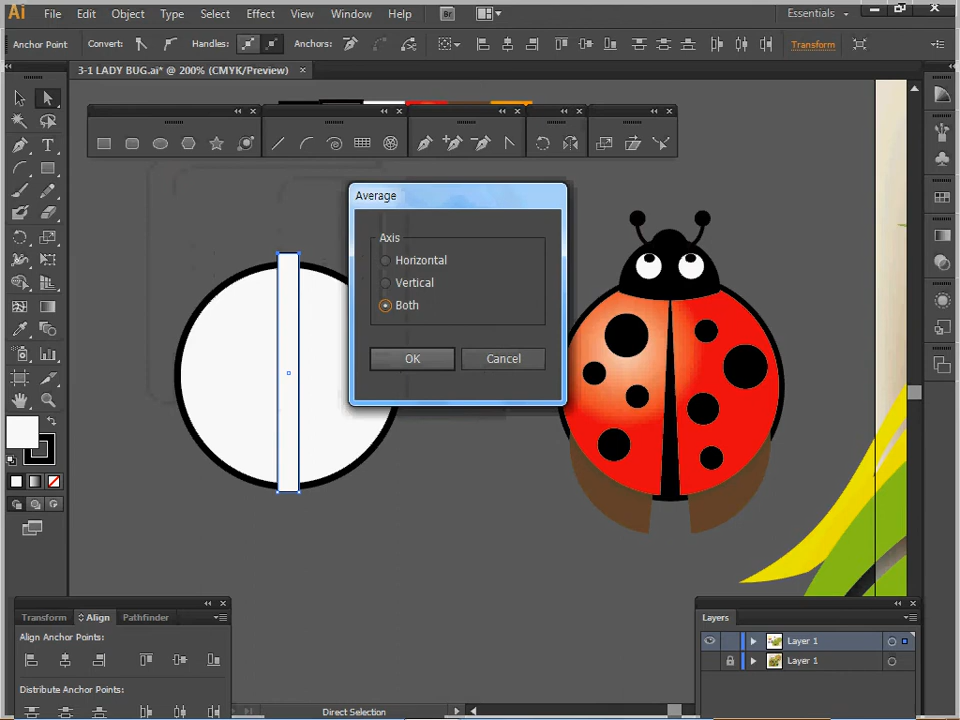 Ai File Edit Object Type Select Effect View Window Help Br Essentials
Anchor Point Convert: Handles: Anchors: Transform
3-1 LADY BUG.ai* @ 200% (CMYK/Preview)
Average
Axis
Horizontal
Vertical
Both
OK Cancel
Transform Align Pathfinder
Align Anchor Points:
Distribute Anchor Points:
Layers
Layer 1
Layer 1
Direct Selection